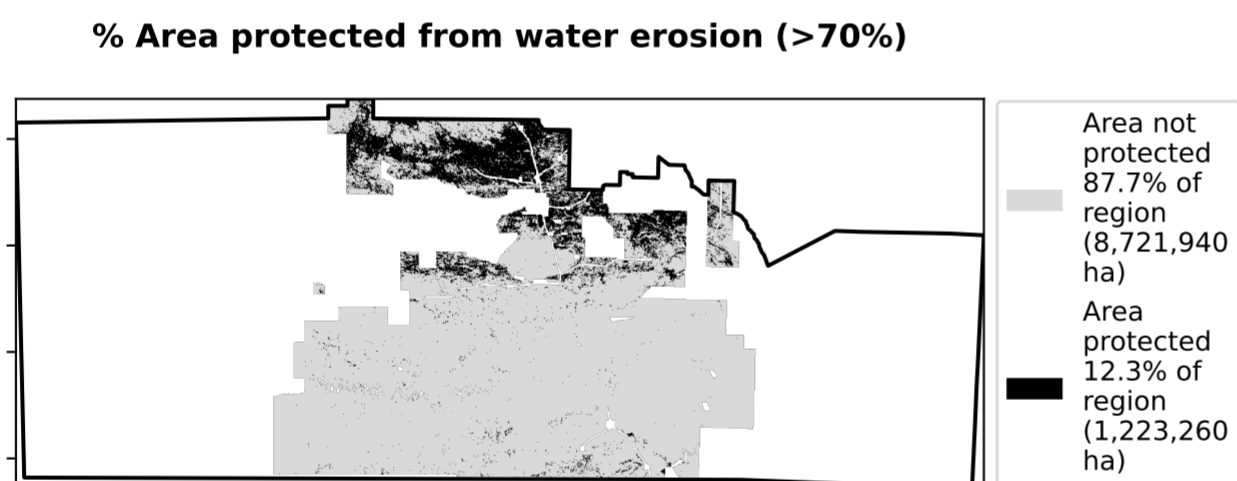 % Area protected from water erosion (>70%)
Area not
protected
87.7% of
region
(8,721,940
ha)
Area
protected
12.3% of
region
(1,223,260
ha)